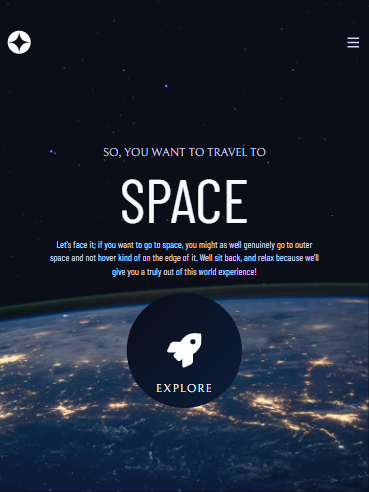 SO, YOU WANT TO TRAVEL TO
SPACE
Let's face it; if you want to go to space, you might as well genuinely go to outer
space and not hover kind of on the edge of it. Well sit back, and relax because we'll
give you a truly out of this world experience!
EXPLORE